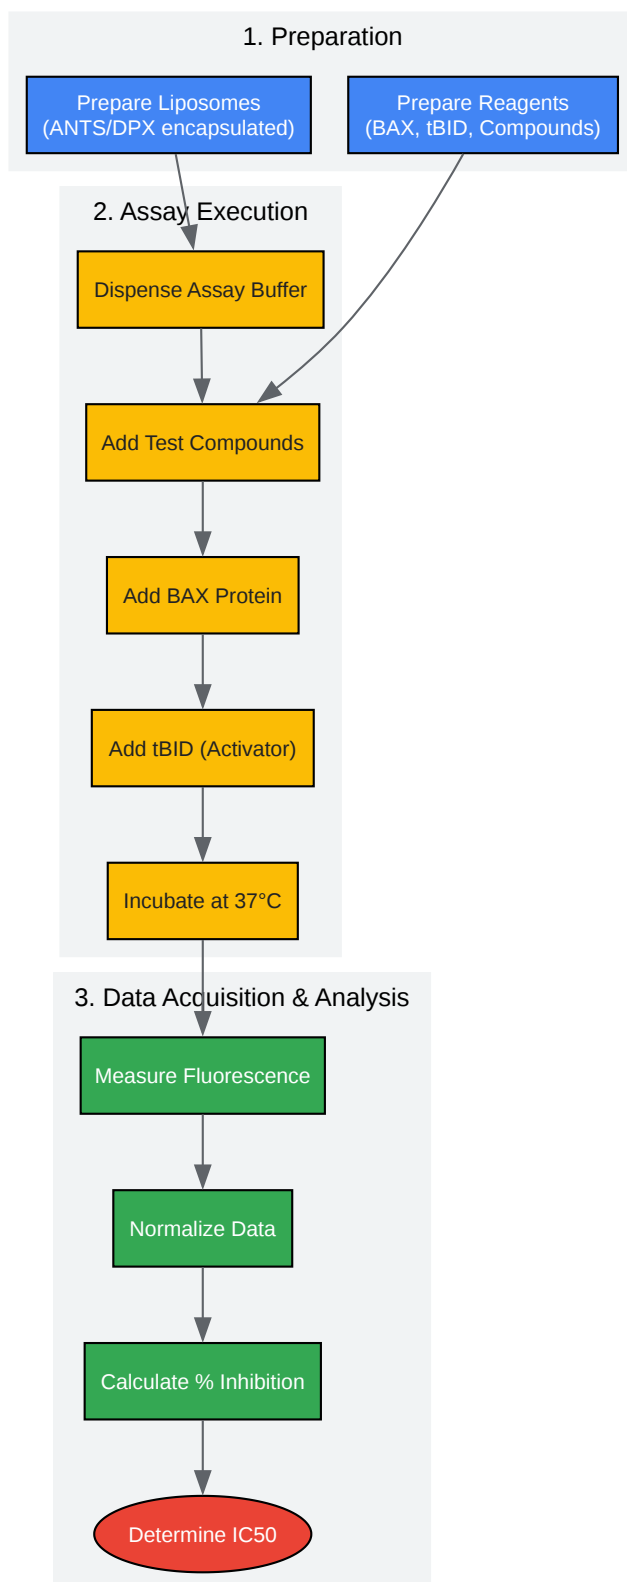 1. Preparation
Prepare Liposomes
(ANTS/DPX encapsulated)
Prepare Reagents
(BAX, tBID, Compounds)
2. Assay Execution
Dispense Assay Buffer
Add Test Compounds
Add BAX Protein
Add tBID (Activator)
Incubate at 37°C
3. Data Acquisition & Analysis
Measure Fluorescence
Normalize Data
Calculate % Inhibition
Determine IC50